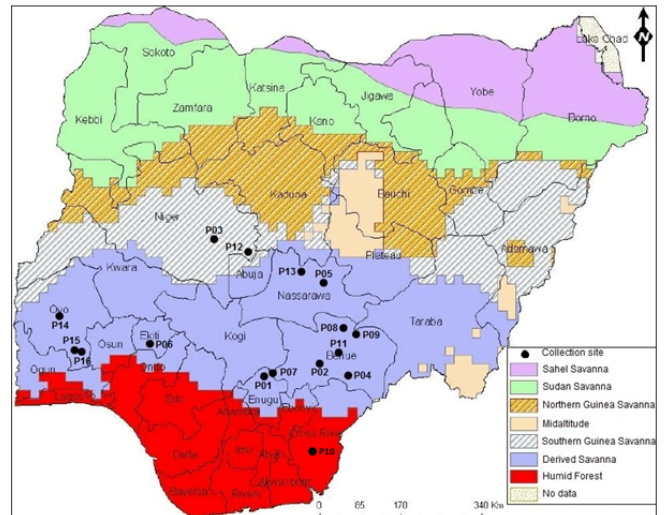 Lake Chad
N
Sokoto
Katsina
Jigawa
Yobe
Zamfara
Kano
Borno
Kebbi
Kaduna
Bauchi
Gombe
Niger
P03
P12
Adamawa
Abuja
Plateau
Kwara
P13
P05
Nassarawa
Oyo
P14
Taraba
P08
P09
Ekiti
P06
Kogi
Osun
P15
P16
P11
Benue
Ogun
Ondo
P01
P07
P02
P04
Lagos
Edo
Enugu
Anambra
Cross River
Delta
Imo
P10
Bayelsa
Rivers
Collection site
Sahel Savanna
Sudan Savanna
Northern Guinea Savanna
Midaltitude
Southern Guinea Savanna
Derived Savanna
Humid Forest
No data
0 85 170 340 Km